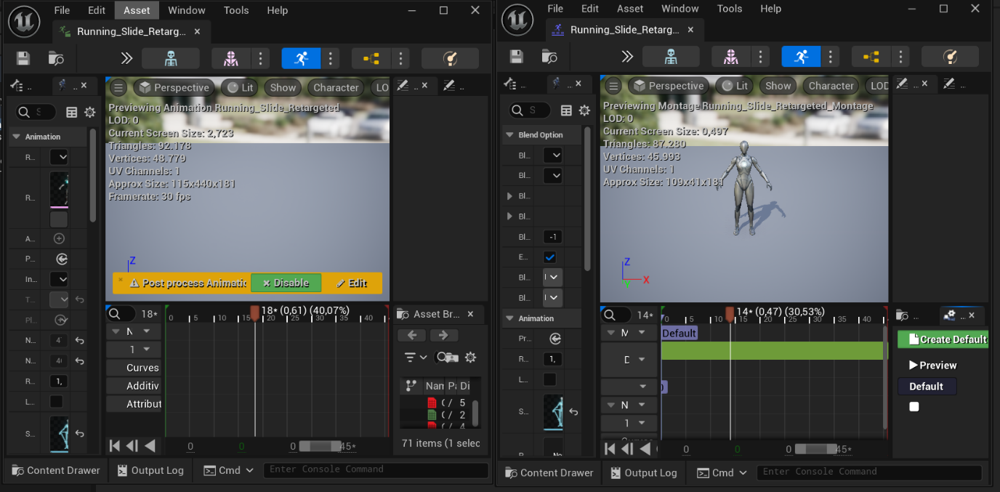 File Edit Asset Window Tools Help
Running_Slide_Retarg...
Perspective Lit Show Character LO
Previewing Animation Running_Slide_Retargeted
LOD: 0
Current Screen Size: 2,723
Triangles: 92.178
Vertices: 48.779
UV Channels: 1
Approx Size: 115x440x181
Framerate: 30 fps
S
Animation
R...
R...
A...
P...
In...
T...
Pl...
N...
N...
R... 1,
L...
S...
Z
Post process Animatic Disable Edit
18*
18* (0,61) (40,07%)
0 5 10 15 20 25 30 35 40
N
1
Curves
Additiv
Attribut
0 0 0 45*
Asset Br...
Nam Pa Di
( / 5
( / 2
( / 4
71 items (1 selec
Content Drawer Output Log Cmd Enter Console Command
File Edit Asset Window Tools Help
Running_Slide_Retarg...
Perspective Lit Show Character LOD
Previewing Montage Running_Slide_Retargeted_Montage
LOD: 0
Current Screen Size: 0,497
Triangles: 87.280
Vertices: 45.993
UV Channels: 1
Approx Size: 109x41x181
S
Blend Option
Bl...
Bl...
Bl...
Bl...
Bl... -1
E...
Bl...
Bl...
Animation
Pr...
R... 1,
L...
S...
Z
X
Y
14*
14* (0,47) (30,53%)
0 5 10 15 20 25 30 35 40
Default
N
1
0 0 0 45*
Create Default
Preview
Default
Content Drawer Output Log Cmd Enter Console Command